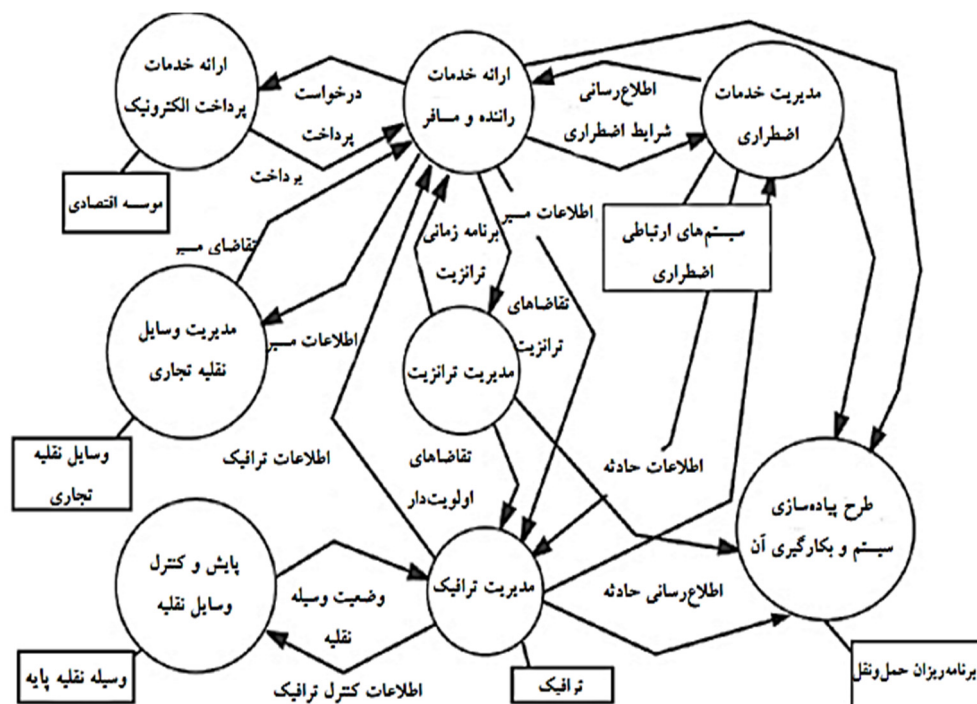 ارائه خدمات
پرداخت الکترونیک
درخواست
پرداخت
ارائه خدمات
راننده و مسافر
اطلاع‌رسانی
شرایط اضطراری
مدیریت خدمات
اضطراری
موسسه اقتصادی
پرداخت
تقاضای مسیر
برنامه زمانی
ترانزیت
اطلاعات مسیر
تقاضاهای
ترانزیت
سیستم‌های ارتباطی
اضطراری
مدیریت وسایل
نقلیه تجاری
اطلاعات مسیر
مدیریت ترانزیت
وسایل نقلیه
تجاری
اطلاعات ترافیک
تقاضاهای
اولویت‌دار
اطلاعات حادثه
طرح پیاده‌سازی
سیستم و بکارگیری آن
پایش و کنترل
وسایل نقلیه
وضعیت وسیله
نقلیه
مدیریت ترافیک
اطلاع‌رسانی حادثه
وسیله نقلیه پایه
اطلاعات کنترل ترافیک
ترافیک
برنامه‌ریزان حمل‌ونقل